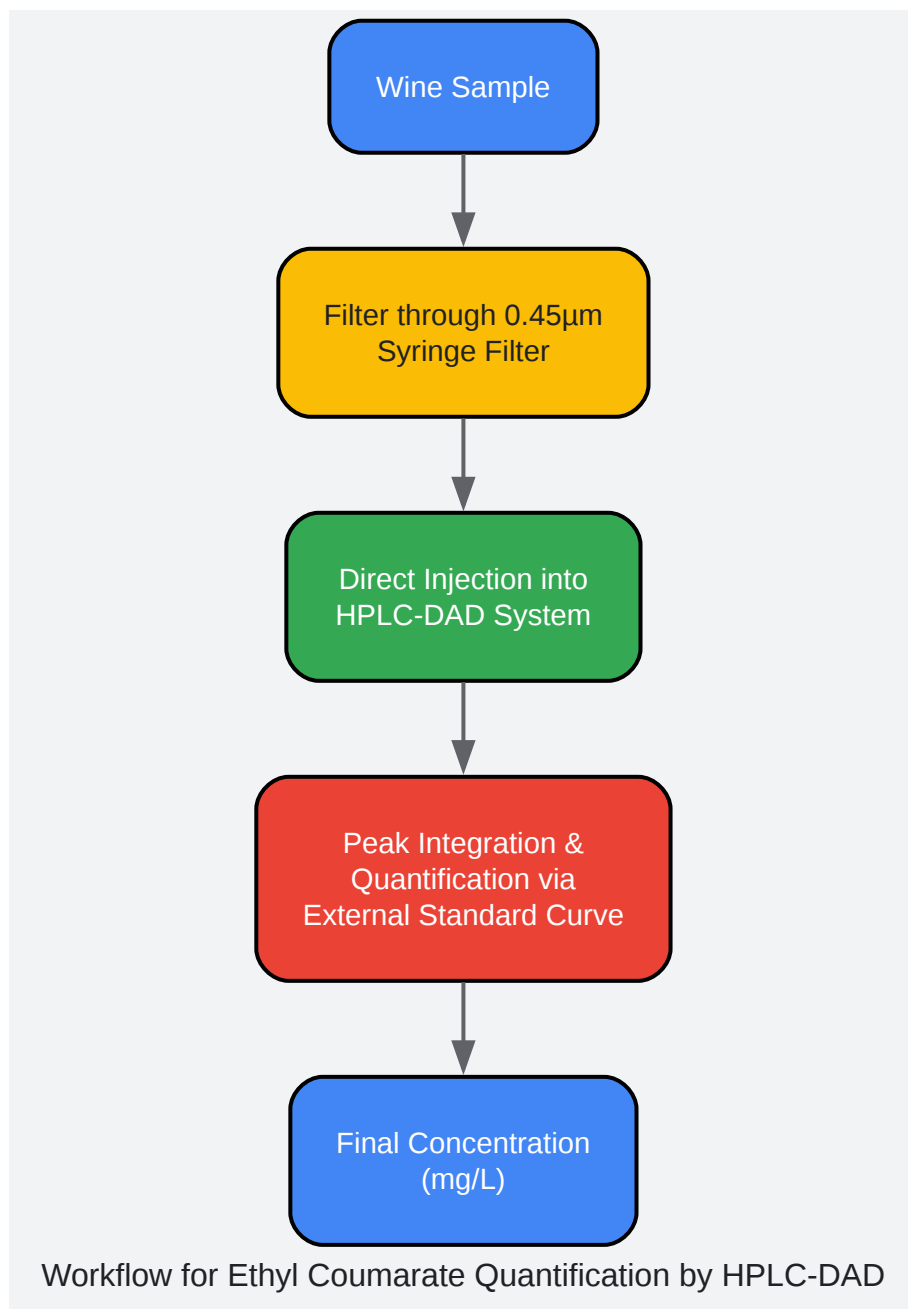 Wine Sample
Filter through 0.45µm
Syringe Filter
Direct Injection into
HPLC-DAD System
Peak Integration &
Quantification via
External Standard Curve
Final Concentration
(mg/L)
Workflow for Ethyl Coumarate Quantification by HPLC-DAD